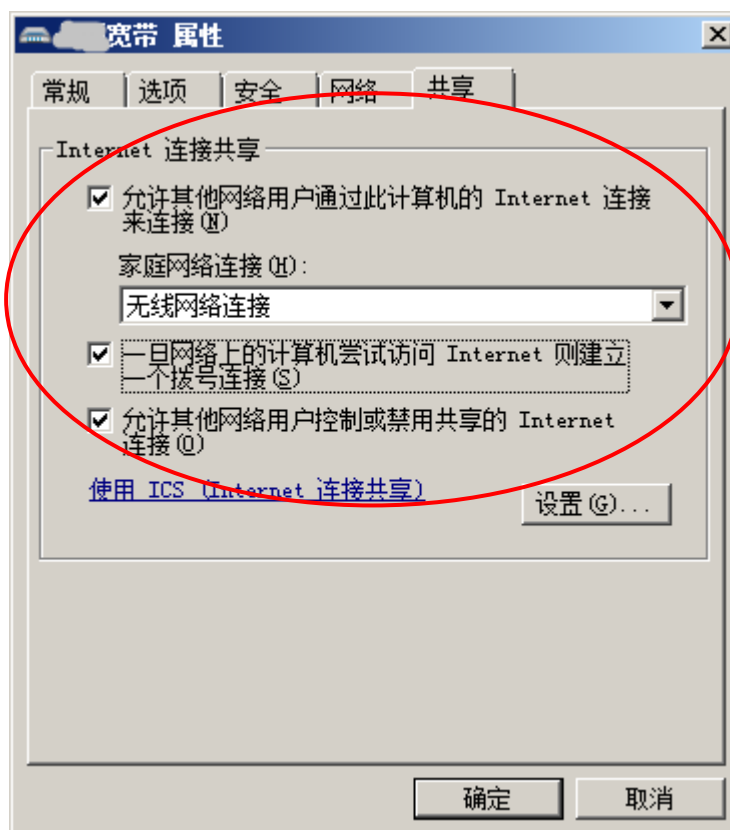 宽带 属性
常规 选项 安全 网络 共享
Internet 连接共享
允许其他网络用户通过此计算机的 Internet 连接
来连接(N)
家庭网络连接(H):
无线网络连接
一旦网络上的计算机尝试访问 Internet 则建立
一个拨号连接(S)
允许其他网络用户控制或禁用共享的 Internet
连接(O)
使用 ICS (Internet 连接共享)
设置(G)...
确定 取消